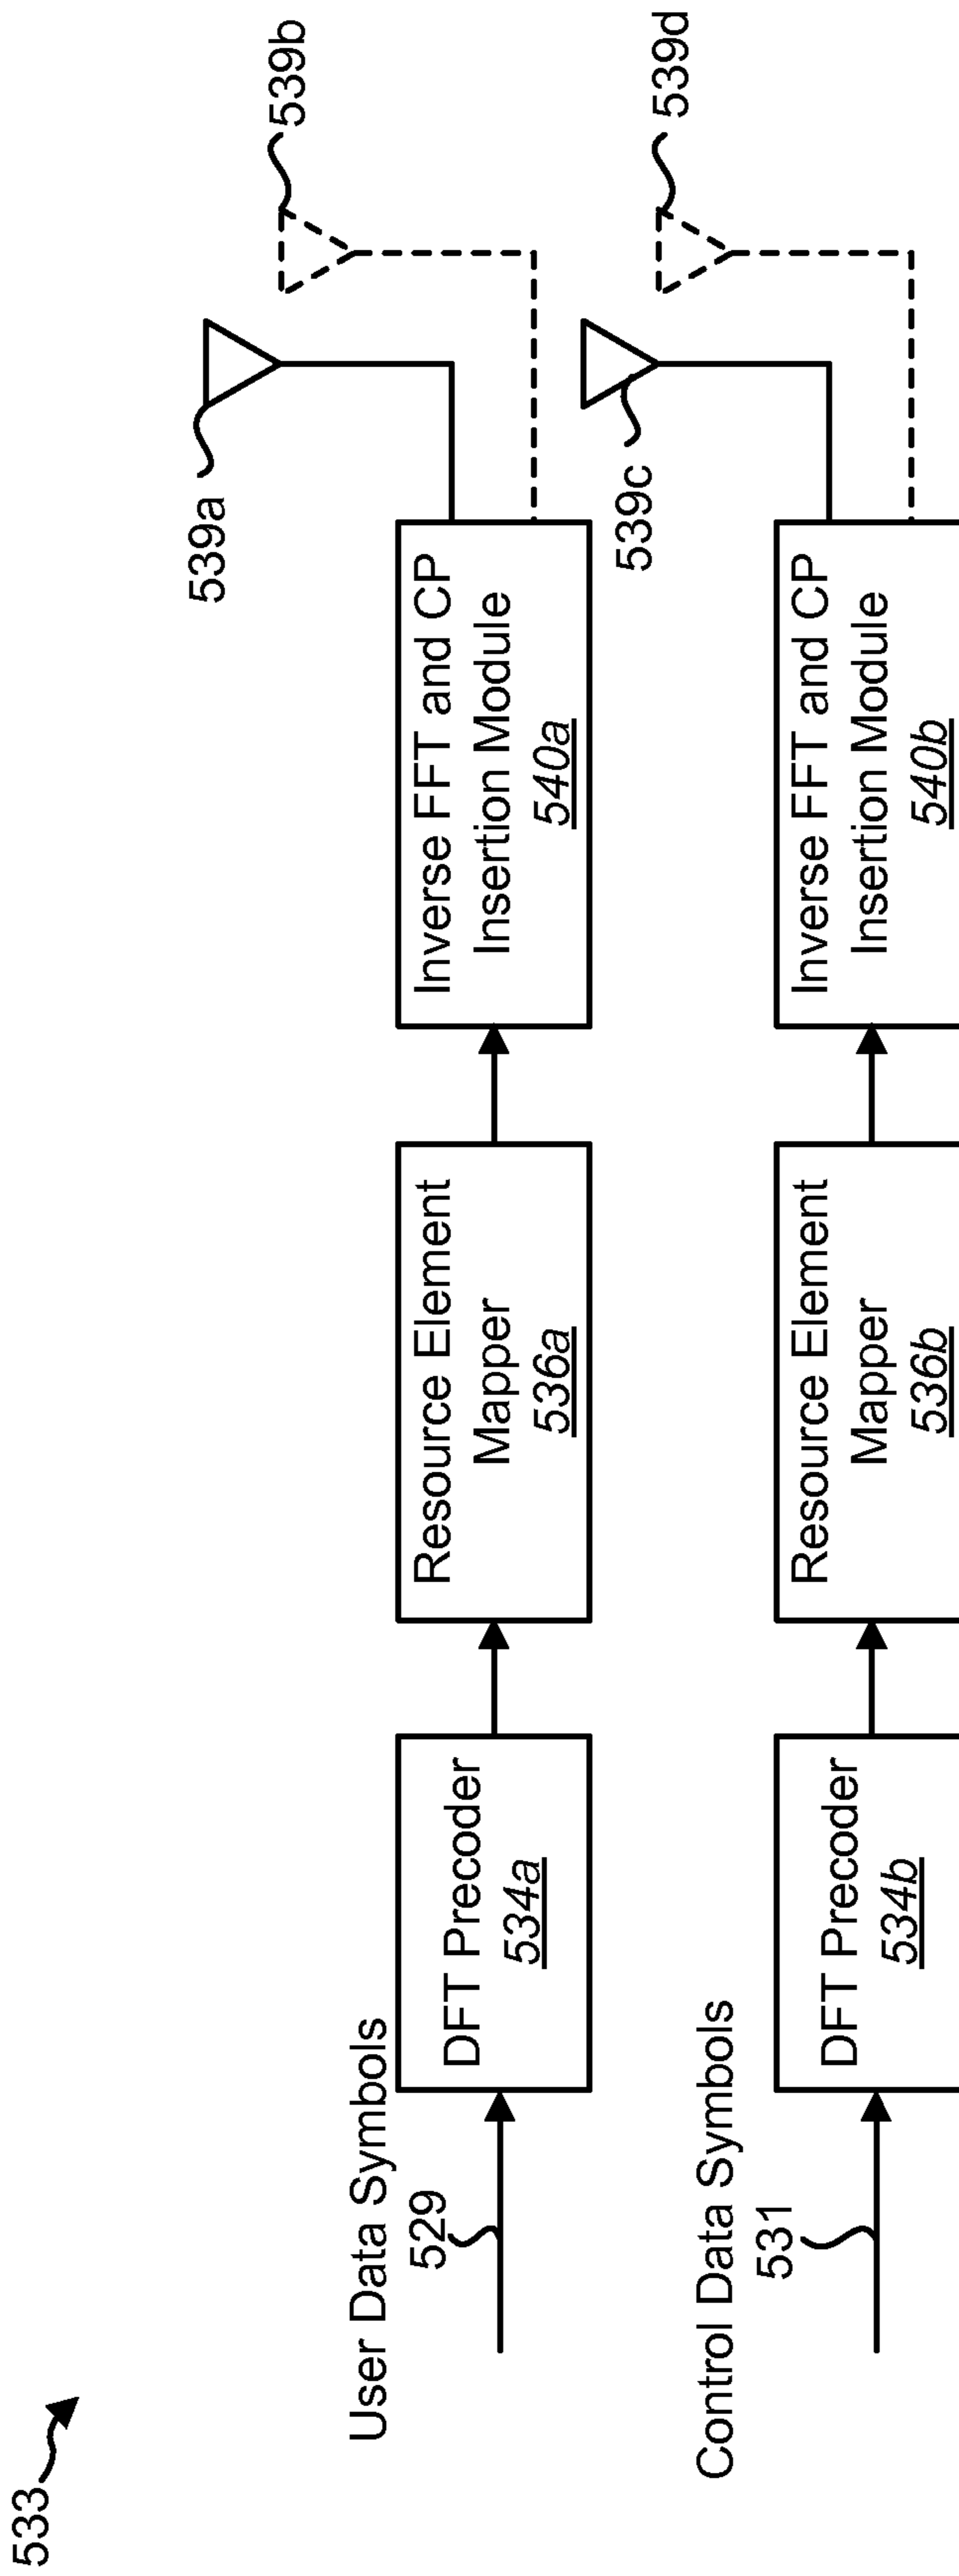 533
User Data Symbols
529
DFT Precoder
534a
Resource Element
Mapper
536a
Inverse FFT and CP
Insertion Module
540a
539a
539b
Control Data Symbols
531
DFT Precoder
534b
Resource Element
Mapper
536b
Inverse FFT and CP
Insertion Module
540b
539c
539d